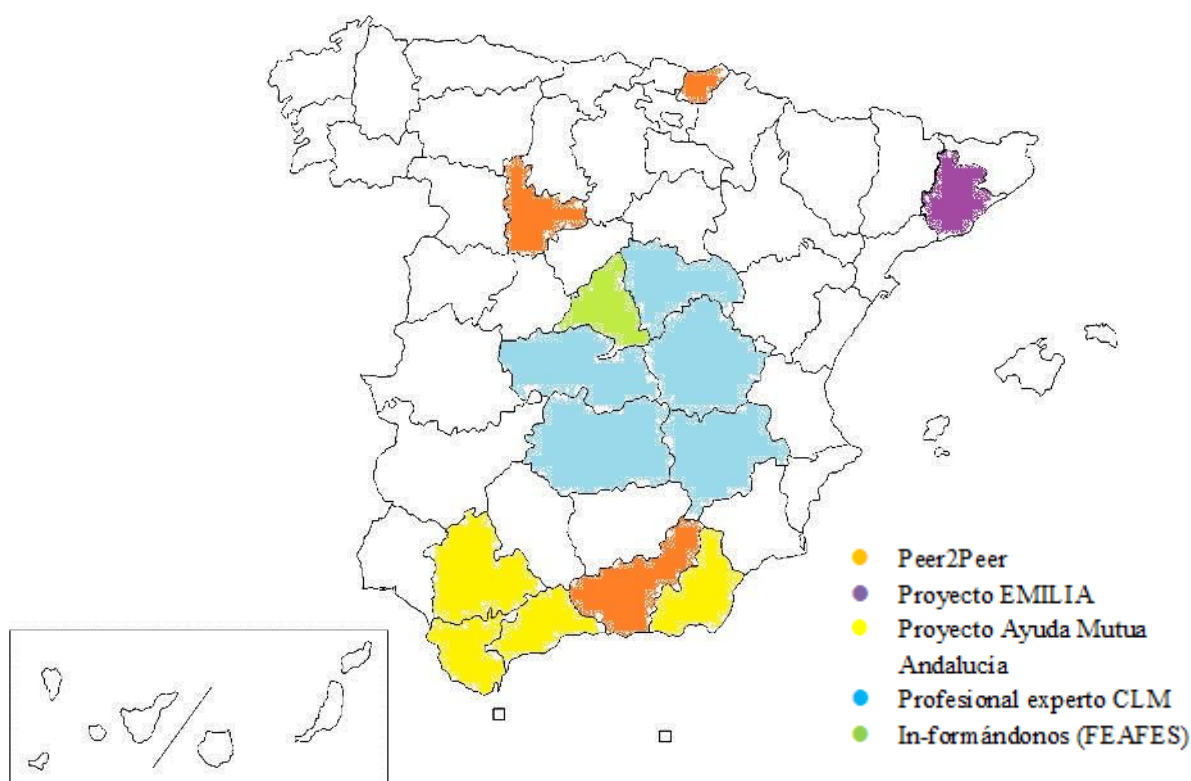 Peer2Peer
Proyecto EMILIA
Proyecto Ayuda Mutua
Andalucía
Profesional experto CLM
In-formándonos (FEAFES)